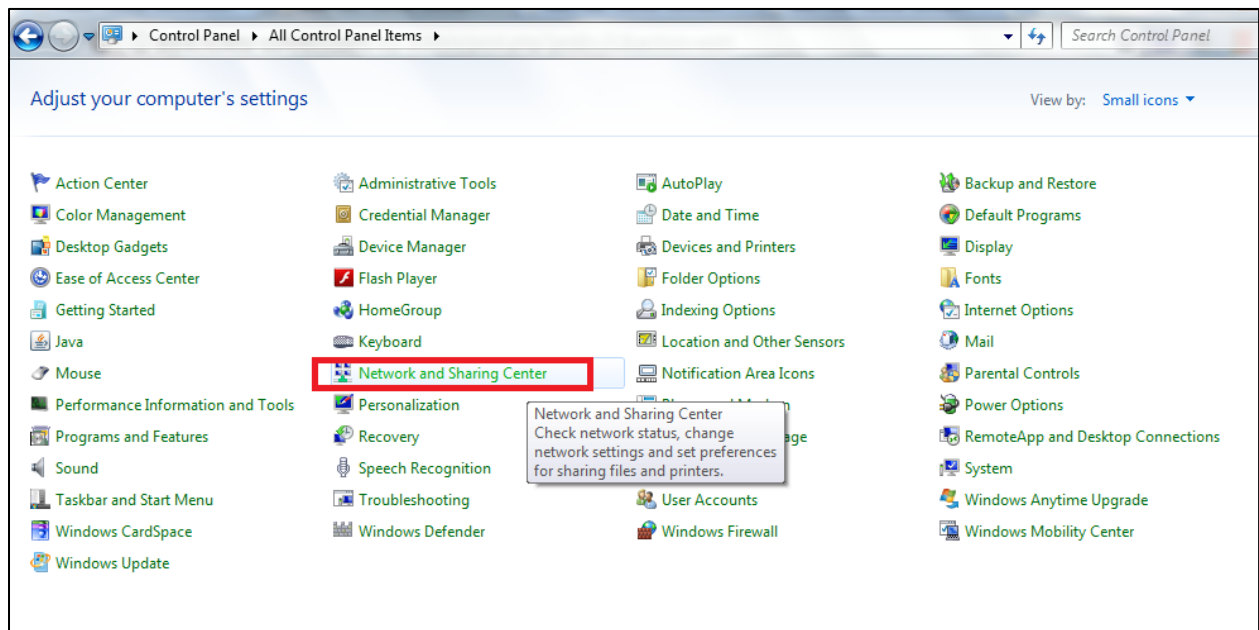 Control Panel All Control Panel Items Search Control Panel
Adjust your computer's settings View by: Small icons
Action Center Administrative Tools AutoPlay Backup and Restore
Color Management Credential Manager Date and Time Default Programs
Desktop Gadgets Device Manager Devices and Printers Display
Ease of Access Center Flash Player Folder Options Fonts
Getting Started HomeGroup Indexing Options Internet Options
Java Keyboard Location and Other Sensors Mail
Mouse Network and Sharing Center Notification Area Icons Parental Controls
Performance Information and Tools Personalization Power Options
Programs and Features Recovery RemoteApp and Desktop Connections
Sound Speech Recognition System
Taskbar and Start Menu Troubleshooting User Accounts Windows Anytime Upgrade
Windows CardSpace Windows Defender Windows Firewall Windows Mobility Center
Windows Update
Network and Sharing Center
Check network status, change
network settings and set preferences
for sharing files and printers.